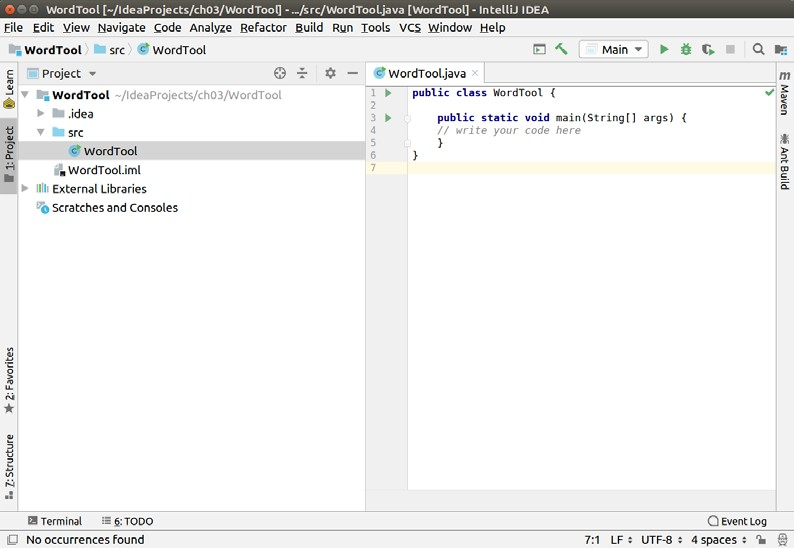 WordTool [~/IdeaProjects/ch03/WordTool] - .../src/WordTool.java [WordTool] - IntelliJ IDEA
File Edit View Navigate Code Analyze Refactor Build Run Tools VCS Window Help
WordTool src WordTool Main
Learn
1: Project
2: Favorites
7: Structure
Project
WordTool ~/IdeaProjects/ch03/WordTool
.idea
src
WordTool
WordTool.iml
External Libraries
Scratches and Consoles
WordTool.java
1 public class WordTool {
2
3 public static void main(String[] args) {
4 // write your code here
5 }
6 }
7
m Maven
Ant Build
Terminal 6: TODO Event Log
No occurrences found 7:1 LF UTF-8 4 spaces